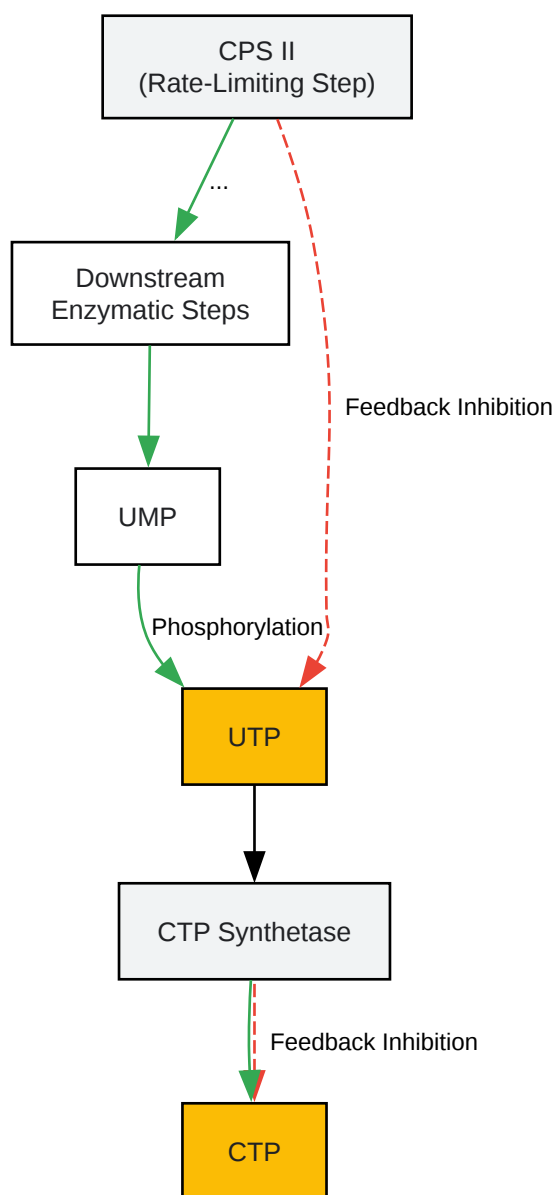 CPS II
(Rate-Limiting Step)
...
Downstream
Enzymatic Steps
Feedback Inhibition
UMP
Phosphorylation
UTP
CTP Synthetase
Feedback Inhibition
CTP